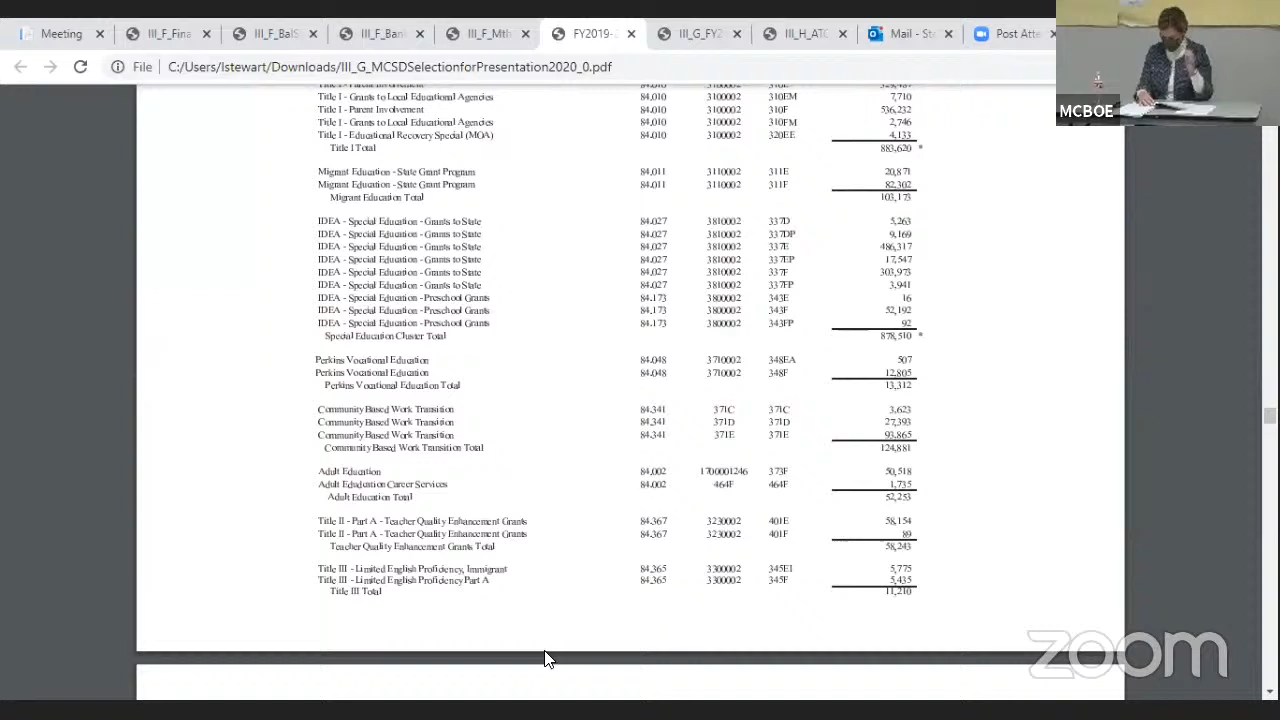 Meeting III_F_Fina III_F_BalS III_F_Ban III_F_Mth FY2019- III_G_FY2 III_H_ATC Mail - Ste Post Atte
File C:/Users/lstewart/Downloads/III_G_MCSDSelectionforPresentation2020_0.pdf
MCBOE
Title I - Parent Involvement 84.010 3100002 310E
Title I - Grants to Local Educational Agencies 84.010 3100002 310EM 7,710
Title I - Parent Involvement 84.010 3100002 310F 536,232
Title I - Grants to Local Educational Agencies 84.010 3100002 310FM 2,746
Title I - Educational Recovery Special (MOA) 84.010 3100002 320EE 4,133
Title I Total 883,620 *
Migrant Education - State Grant Program 84.011 3110002 311E 20,871
Migrant Education - State Grant Program 84.011 3110002 311F 82,302
Migrant Education Total 103,173
IDEA - Special Education - Grants to State 84.027 3810002 337D 5,263
IDEA - Special Education - Grants to State 84.027 3810002 337DP 9,169
IDEA - Special Education - Grants to State 84.027 3810002 337E 486,317
IDEA - Special Education - Grants to State 84.027 3810002 337EP 17,547
IDEA - Special Education - Grants to State 84.027 3810002 337F 303,973
IDEA - Special Education - Grants to State 84.027 3810002 337FP 3,941
IDEA - Special Education - Preschool Grants 84.173 3800002 343E 16
IDEA - Special Education - Preschool Grants 84.173 3800002 343F 52,192
IDEA - Special Education - Preschool Grants 84.173 3800002 343FP 92
Special Education Cluster Total 878,510 *
Perkins Vocational Education 84.048 3710002 348EA 507
Perkins Vocational Education 84.048 3710002 348F 12,805
Perkins Vocational Education Total 13,312
Community Based Work Transition 84.341 371C 371C 3,623
Community Based Work Transition 84.341 371D 371D 27,393
Community Based Work Transition 84.341 371E 371E 93,865
Community Based Work Transition Total 124,881
Adult Education 84.002 1700001246 373F 50,518
Adult Edudcation Career Services 84.002 464F 464F 1,735
Adult Education Total 52,253
Title II - Part A - Teacher Quality Enhancement Grants 84.367 3230002 401E 58,154
Title II - Part A - Teacher Quality Enhancement Grants 84.367 3230002 401F 89
Teacher Quality Enhancement Grants Total 58,243
Title III - Limited English Proficiency, Immigrant 84.365 3300002 345EI 5,775
Title III - Limited English Proficiency Part A 84.365 3300002 345F 5,435
Title III Total 11,210
zoom